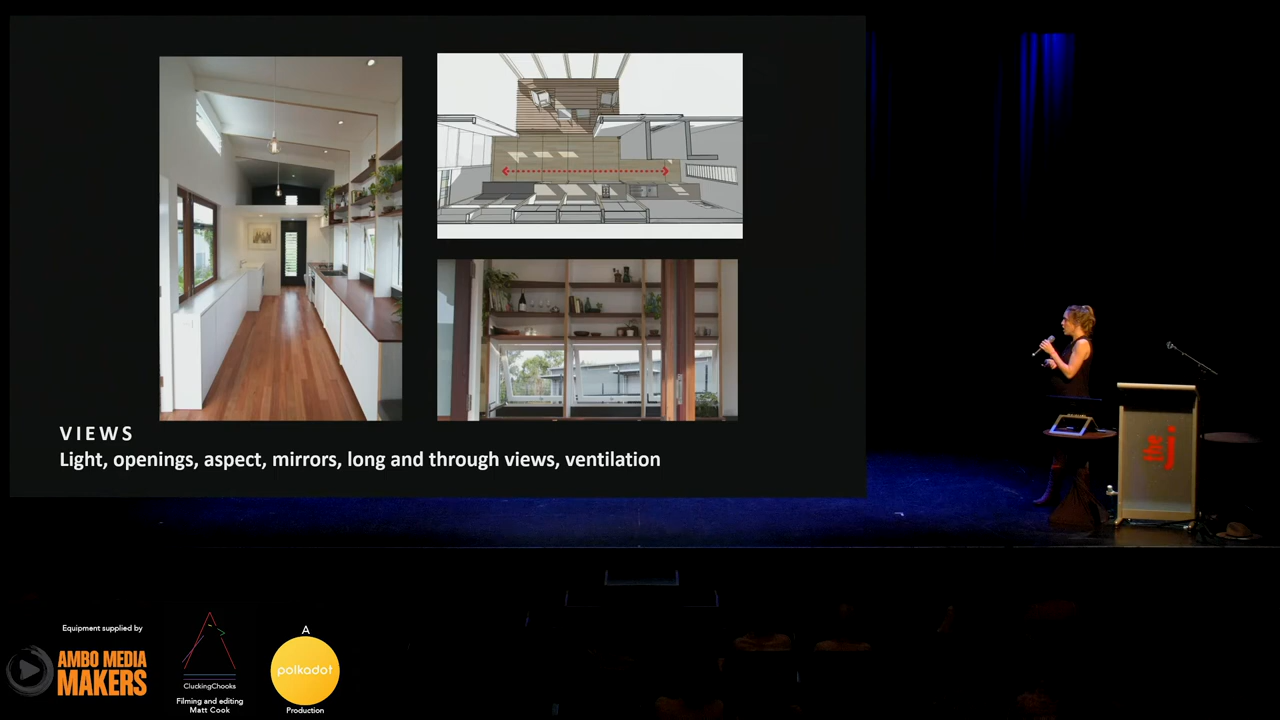 VIEWS
Light, openings, aspect, mirrors, long and through views, ventilation
the
Equipment supplied by
AMBO MEDIA
MAKERS
CluckingChooks
Filming and editing
Matt Cook
A
polkadot
Production